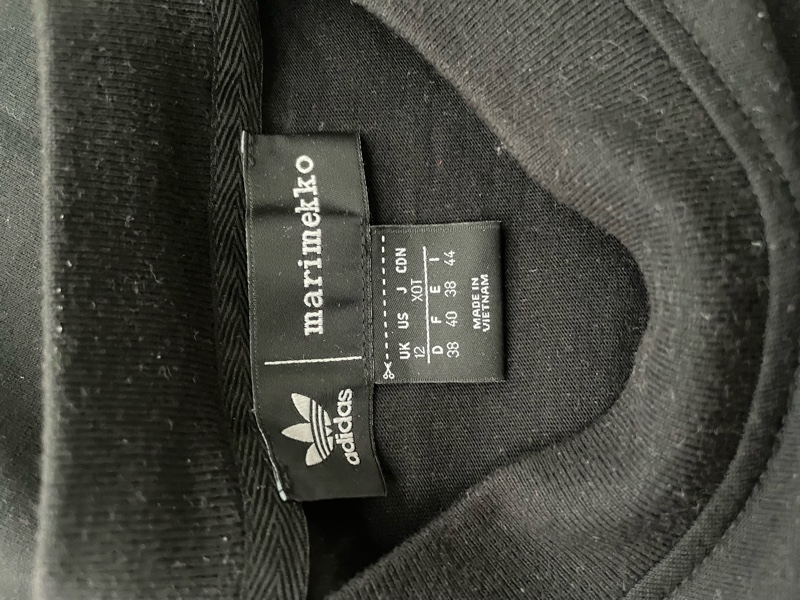 adidas
marimekko
UK US J CDN
12 XOT
D F E I
38 40 38 44
MADE IN
VIETNAM